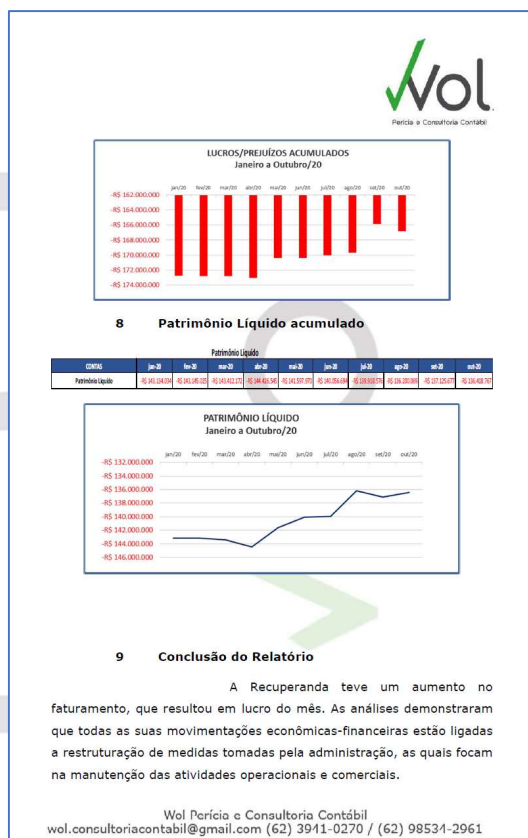 Wol
Perícia e Consultoria Contábil
LUCROS/PREJUÍZOS ACUMULADOS
Janeiro a Outubro/20
jan/20 fev/20 mar/20 abr/20 mai/20 jun/20 jul/20 ago/20 set/20 out/20
-R$ 162.000.000
-R$ 164.000.000
-R$ 166.000.000
-R$ 168.000.000
-R$ 170.000.000
-R$ 172.000.000
-R$ 174.000.000
8 Patrimônio Líquido acumulado
Patrimônio Líquido
CONTAS jan-20 fev-20 mar-20 abr-20 mai-20 jun-20 jul-20 ago-20 set-20 out-20
Patrimônio Líquido
PATRIMÔNIO LÍQUIDO
Janeiro a Outubro/20
jan/20 fev/20 mar/20 abr/20 mai/20 jun/20 jul/20 ago/20 set/20 out/20
-R$ 132.000.000
-R$ 134.000.000
-R$ 136.000.000
-R$ 138.000.000
-R$ 140.000.000
-R$ 142.000.000
-R$ 144.000.000
-R$ 146.000.000
9 Conclusão do Relatório
A Recuperanda teve um aumento no
faturamento, que resultou em lucro do mês. As análises demonstraram
que todas as suas movimentações econômicas-financeiras estão ligadas
a restruturação de medidas tomadas pela administração, as quais focam
na manutenção das atividades operacionais e comerciais.
Wol Perícia e Consultoria Contábil
wol.consultoriacontabil@gmail.com (62) 3941-0270 / (62) 98534-2961